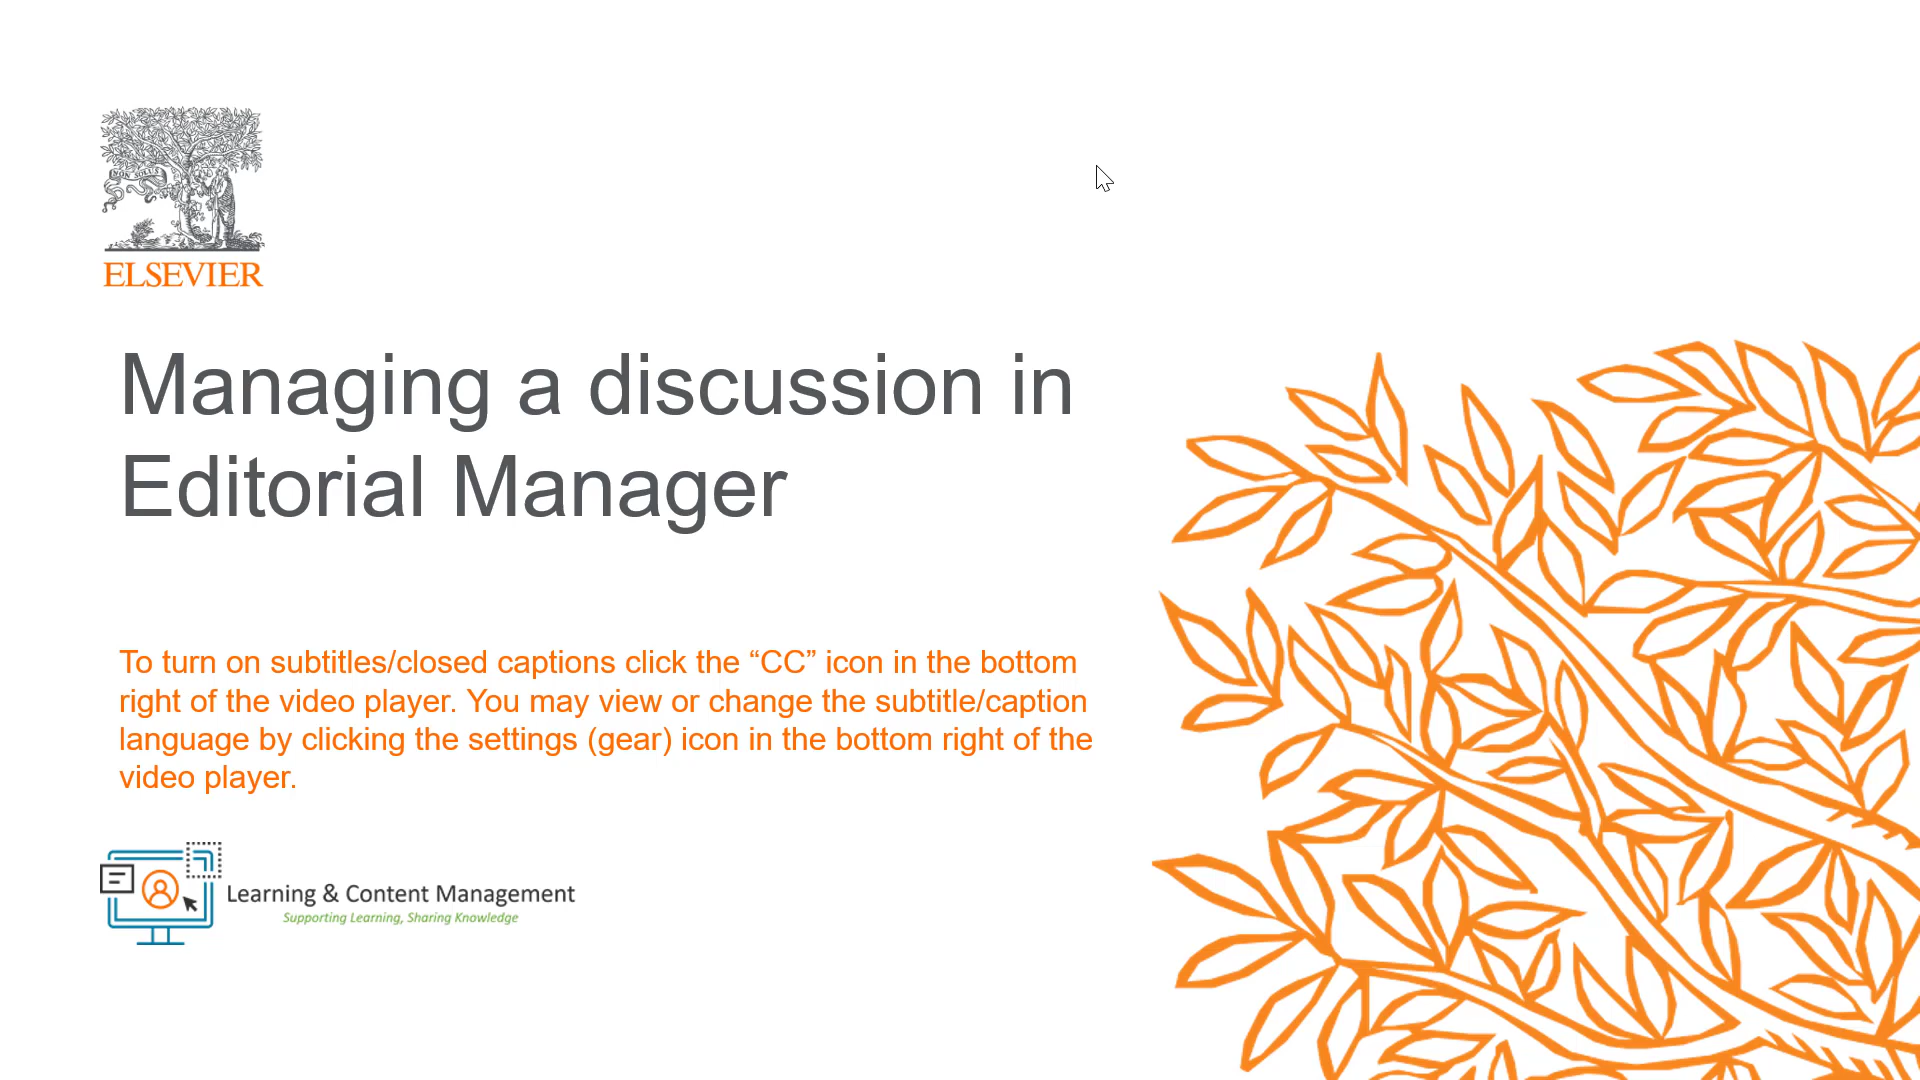 NON SOLUS
ELSEVIER
Managing a discussion in
Editorial Manager
To turn on subtitles/closed captions click the “CC” icon in the bottom
right of the video player. You may view or change the subtitle/caption
language by clicking the settings (gear) icon in the bottom right of the
video player.
Learning & Content Management
Supporting Learning, Sharing Knowledge